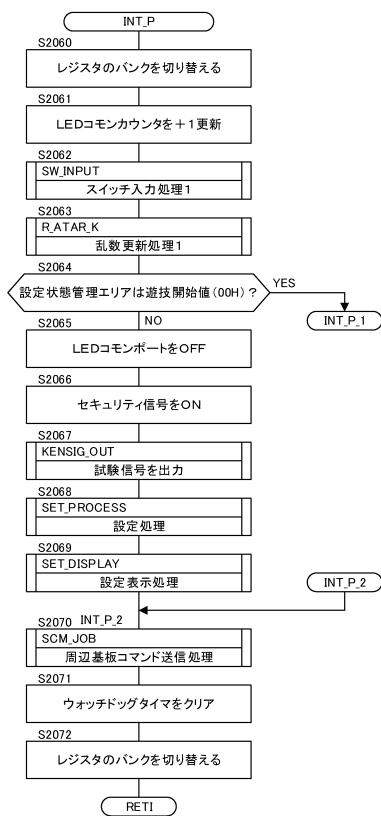 INT_P
S2060
レジスタのバンクを切り替える
S2061
LEDコモンカウンタを+1更新
S2062
SW_INPUT
スイッチ入力処理1
S2063
R_ATAR_K
乱数更新処理1
S2064
設定状態管理エリアは遊技開始値(00H)?
YES
INT_P_1
NO
S2065
LEDコモンポートをOFF
S2066
セキュリティ信号をON
S2067
KENSIG_OUT
試験信号を出力
S2068
SET_PROCESS
設定処理
S2069
SET_DISPLAY
設定表示処理
INT_P_2
S2070 INT_P_2
SCM_JOB
周辺基板コマンド送信処理
S2071
ウォッチドッグタイマをクリア
S2072
レジスタのバンクを切り替える
RETI